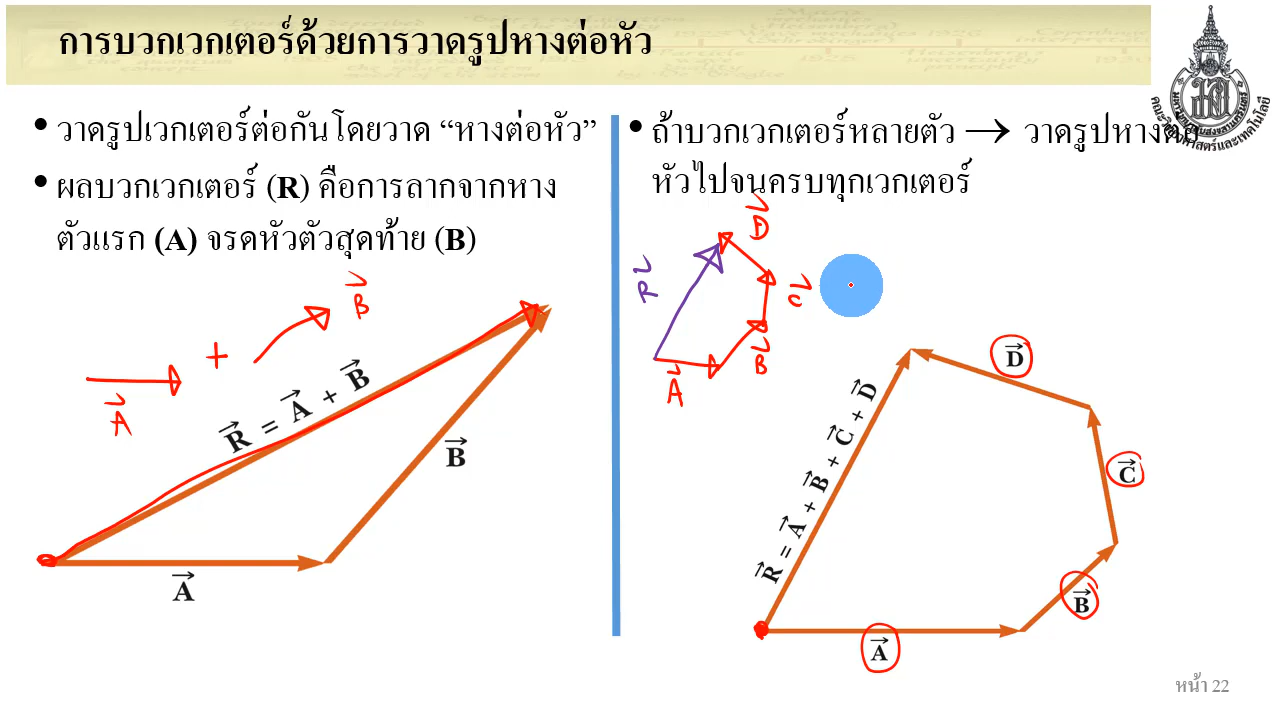 การบวกเวกเตอร์ด้วยการวาดรูปหางต่อหัว
• วาดรูปเวกเตอร์ต่อกันโดยวาด “หางต่อหัว”
• ผลบวกเวกเตอร์ (R) คือการลากจากหาง
ตัวแรก (A) จรดหัวตัวสุดท้าย (B)
A⃗
+
B⃗
R⃗ = A⃗ + B⃗
B⃗
A⃗
• ถ้าบวกเวกเตอร์หลายตัว → วาดรูปหางต่อ
หัวไปจนครบทุกเวกเตอร์
D⃗
C⃗
B⃗
A⃗
R⃗ = A⃗ + B⃗ + C⃗ + D⃗
D⃗
C⃗
B⃗
A⃗
หน้า 22